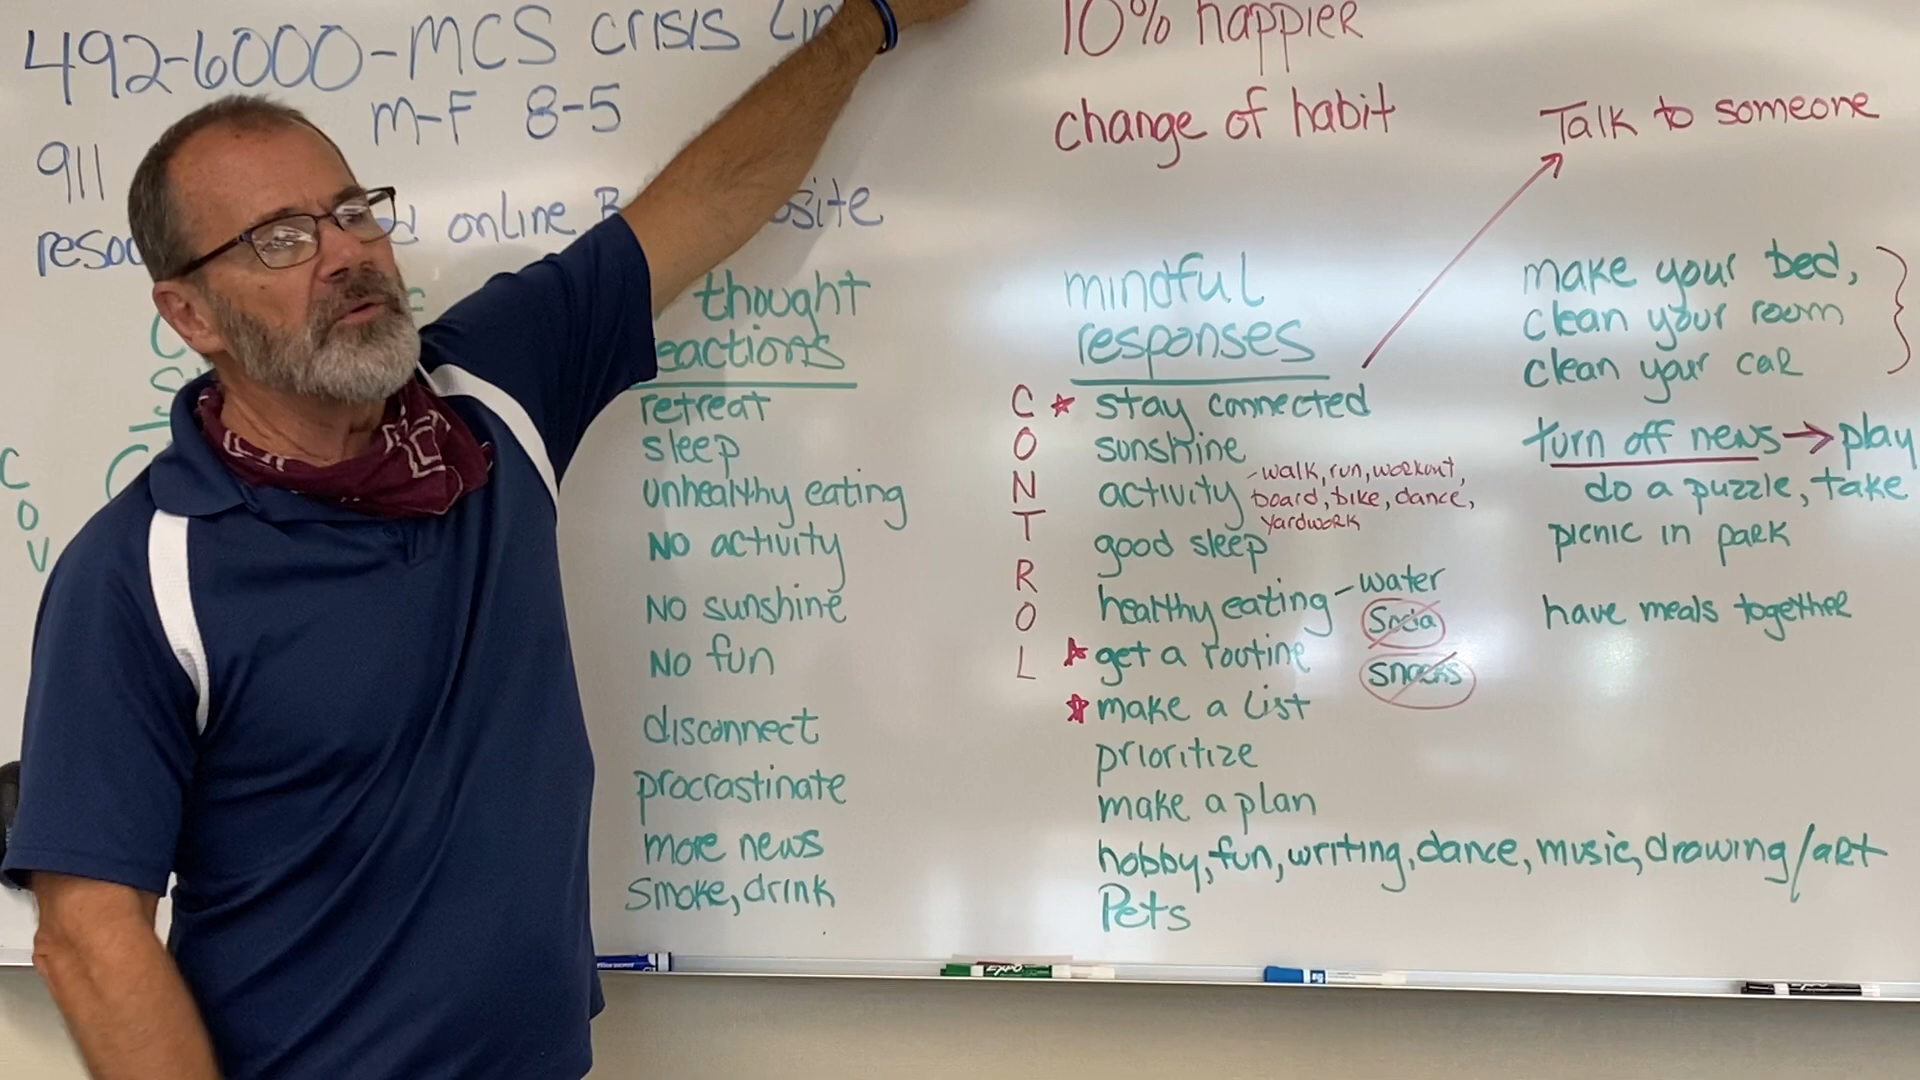 492-6000-MCS crisis Lin
M-F 8-5
911
online
site
10% happier
change of habit
Talk to someone
thought
eactions
retreat
sleep
unhealthy eating
NO activity
NO sunshine
NO fun
disconnect
procrastinate
more news
smoke, drink
C
O
V
mindful
responses
C
O
N
T
R
O
L
stay connected
sunshine
activity - walk, run, workout,
board, bike, dance,
yardwork
good sleep
healthy eating - water
Soda
snacks
get a routine
make a list
prioritize
make a plan
hobby, fun, writing, dance, music, drawing/art
Pets
make your bed,
clean your room
clean your car
turn off news → play
do a puzzle, take
picnic in park
have meals together
EXPO